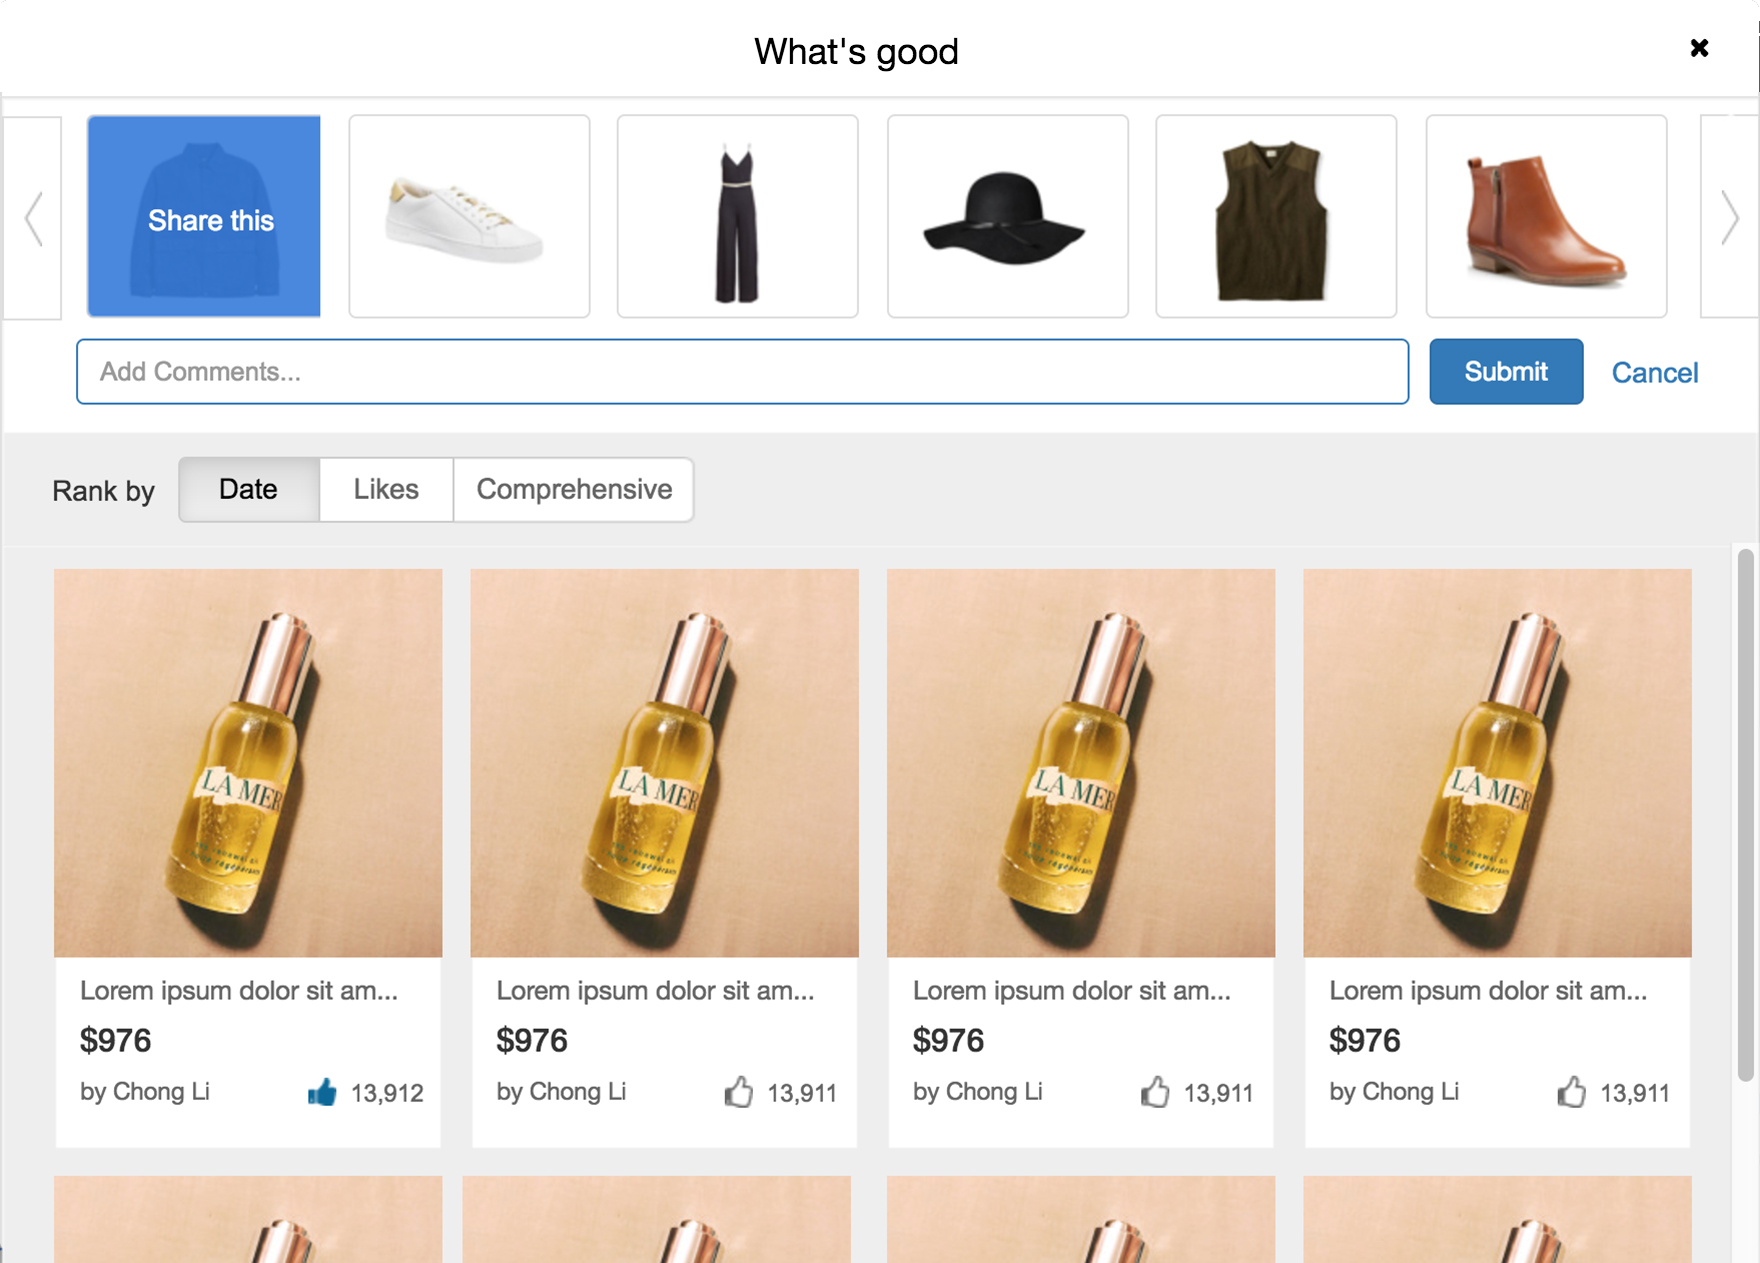 What's good
Share this
Add Comments...
Submit
Cancel
Rank by
Date
Likes
Comprehensive
LA MER
LA MER
LA MER
LA MER
Lorem ipsum dolor sit am...
$976
by Chong Li
13,912
Lorem ipsum dolor sit am...
$976
by Chong Li
13,911
Lorem ipsum dolor sit am...
$976
by Chong Li
13,911
Lorem ipsum dolor sit am...
$976
by Chong Li
13,911